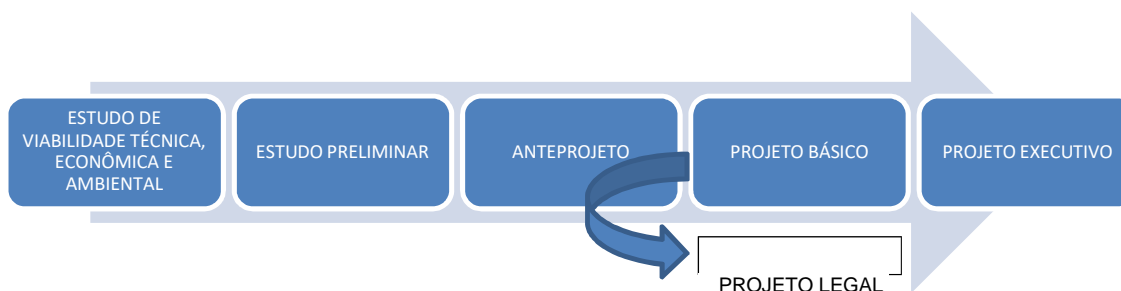 ESTUDO DE
VIABILIDADE TÉCNICA,
ECONÔMICA E
AMBIENTAL
ESTUDO PRELIMINAR
ANTEPROJETO
PROJETO BÁSICO
PROJETO EXECUTIVO
PROJETO LEGAL